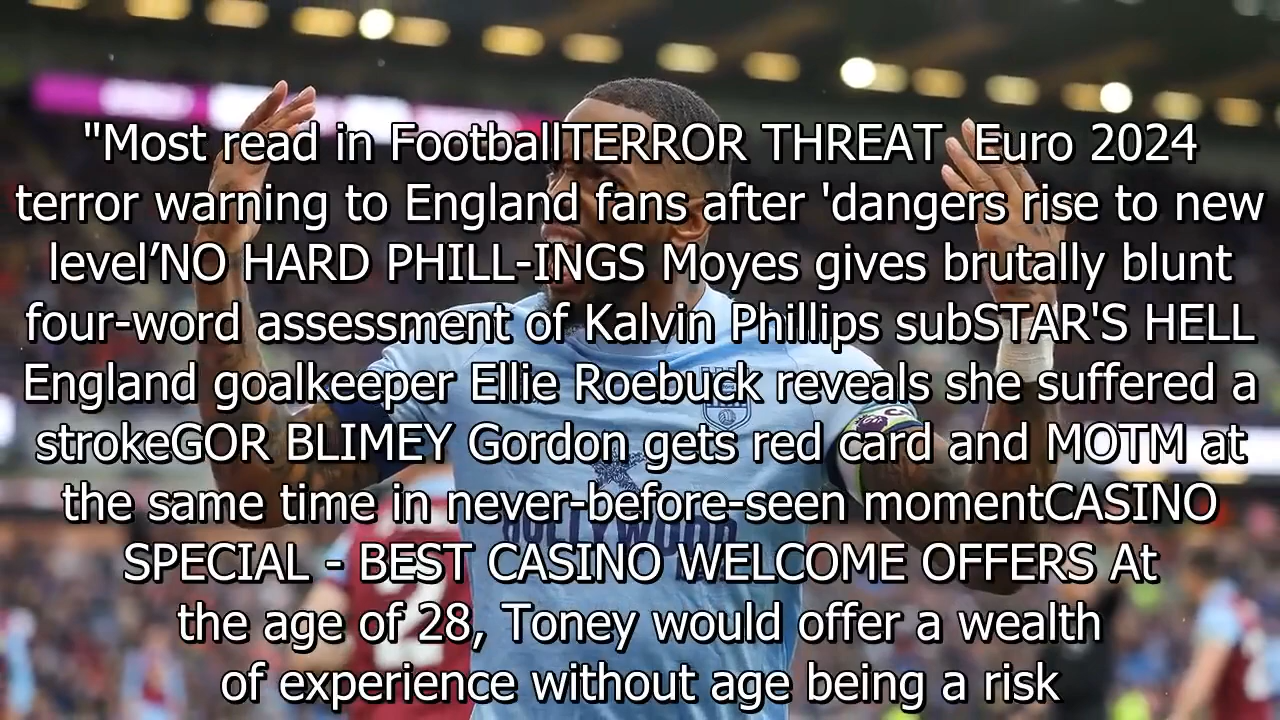 "Most read in FootballTERROR THREAT  Euro 2024
terror warning to England fans after 'dangers rise to new
level’NO HARD PHILL-INGS Moyes gives brutally blunt
four-word assessment of Kalvin Phillips subSTAR'S HELL
England goalkeeper Ellie Roebuck reveals she suffered a
strokeGOR BLIMEY Gordon gets red card and MOTM at
the same time in never-before-seen momentCASINO
SPECIAL - BEST CASINO WELCOME OFFERS At
the age of 28, Toney would offer a wealth
of experience without age being a risk
HOLLYWOOD